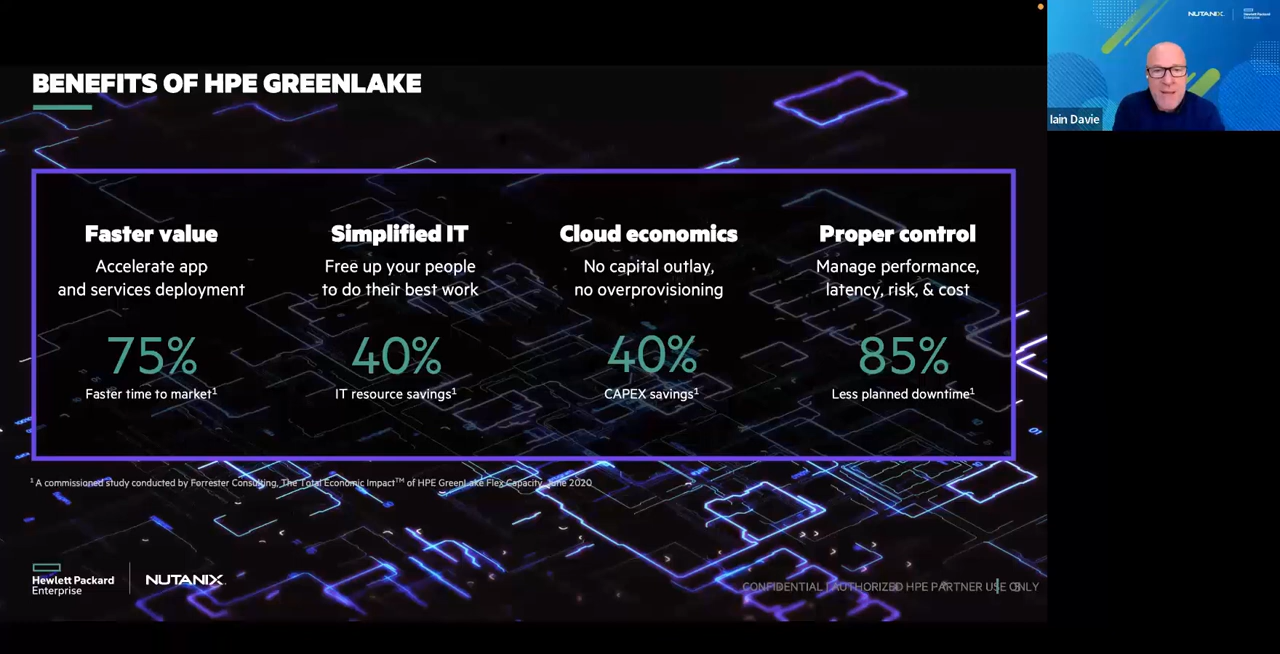 BENEFITS OF HPE GREENLAKE
Faster value
Accelerate app
and services deployment
75%
Faster time to market¹
Simplified IT
Free up your people
to do their best work
40%
IT resource savings¹
Cloud economics
No capital outlay,
no overprovisioning
40%
CAPEX savings¹
Proper control
Manage performance,
latency, risk, & cost
85%
Less planned downtime¹
¹ A commissioned study conducted by Forrester Consulting, The Total Economic Impact™ of HPE GreenLake Flex Capacity, June 2020
Hewlett Packard
Enterprise
NUTANIX
CONFIDENTIAL | AUTHORIZED HPE PARTNER USE ONLY
NUTANIX
Hewlett Packard
Enterprise
Iain Davie